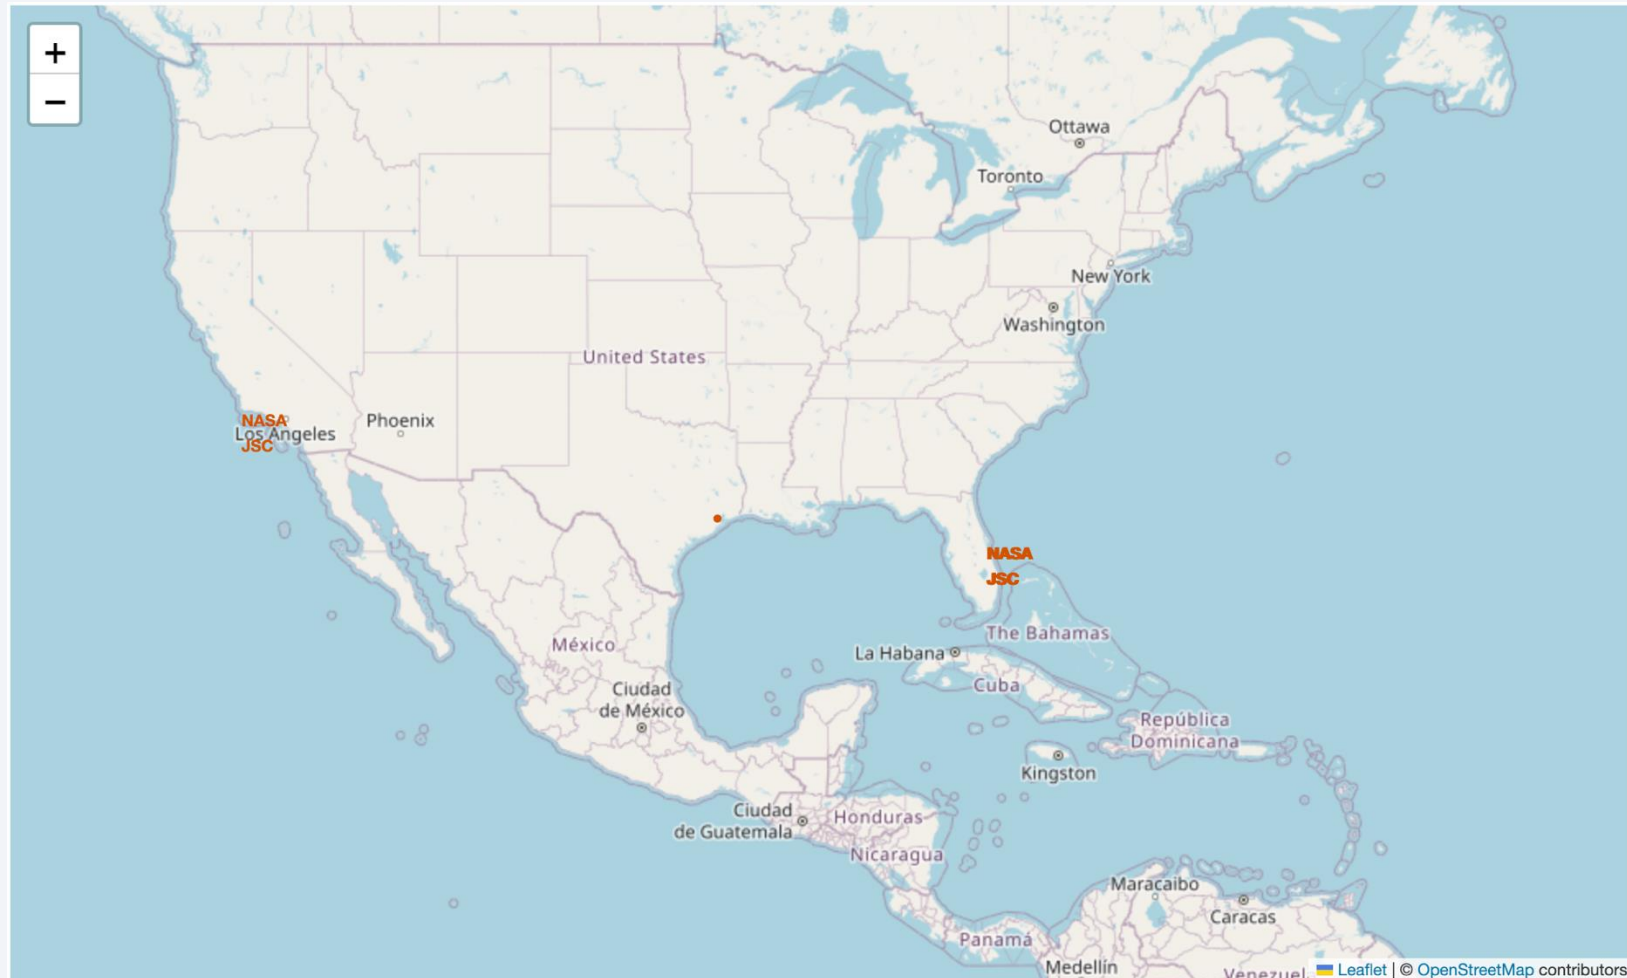 +
−
Ottawa
Toronto
New York
Washington
United States
NASA
JSC
Los Angeles
Phoenix
NASA
JSC
The Bahamas
México
La Habana
Cuba
Ciudad
de México
República
Dominicana
Kingston
Ciudad
de Guatemala
Honduras
Nicaragua
Maracaibo
Caracas
Panamá
Medellín
Venezuel
Leaflet | © OpenStreetMap contributors